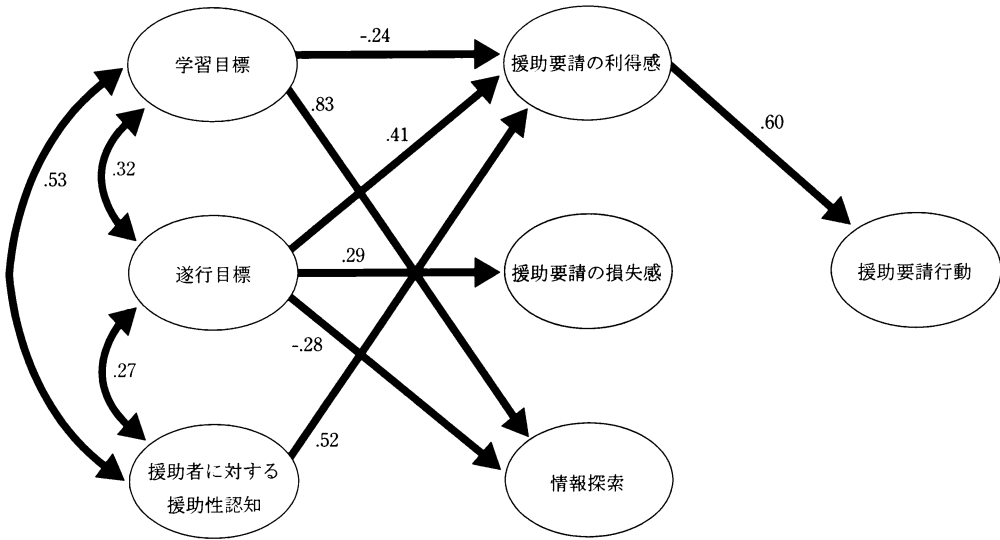 -.24
学習目標
援助要請の利得感
.83
.41
.60
.53
.32
.29
遂行目標
援助要請の損失感
援助要請行動
-.28
.27
.52
援助者に対する
援助性認知
情報探索